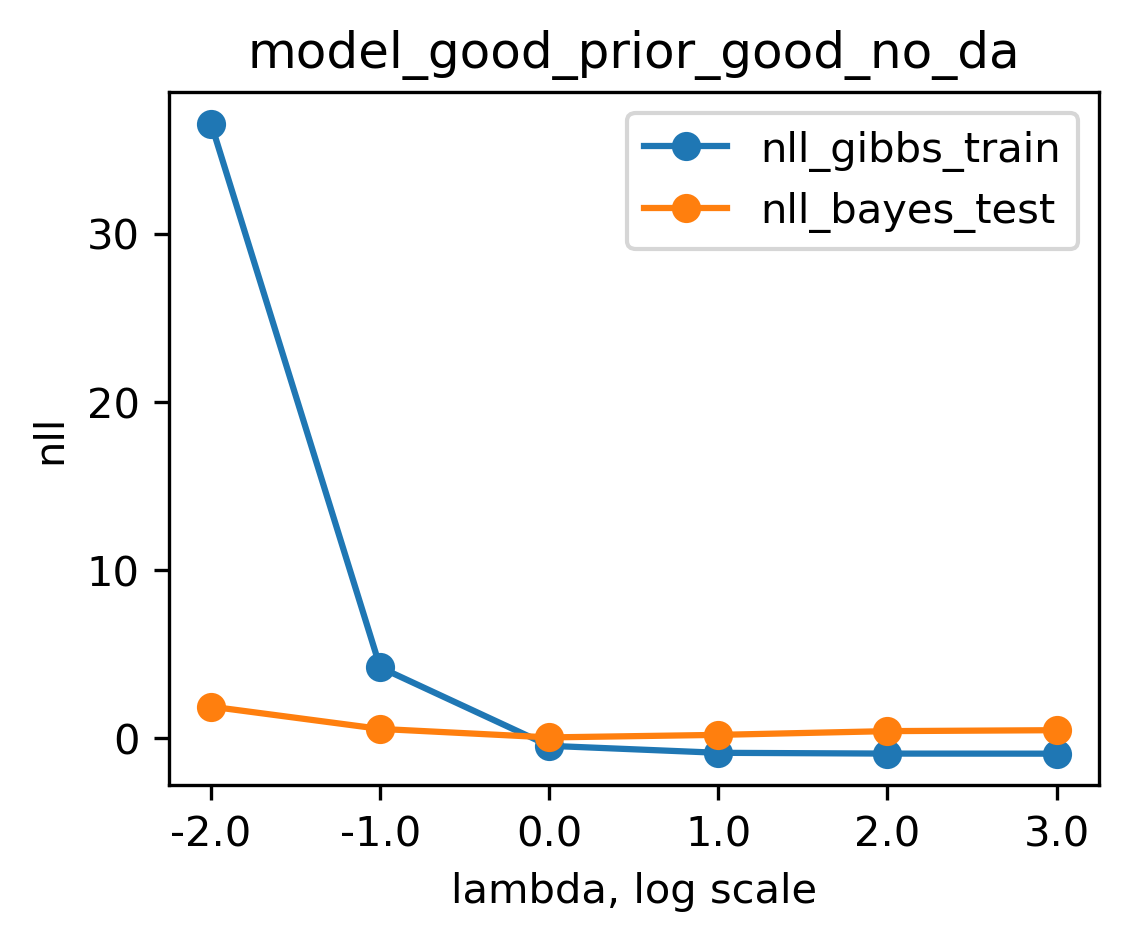 model_good_prior_good_no_da
nll_gibbs_train
nll_bayes_test
30
20
10
0
nll
-2.0 -1.0 0.0 1.0 2.0 3.0
lambda, log scale